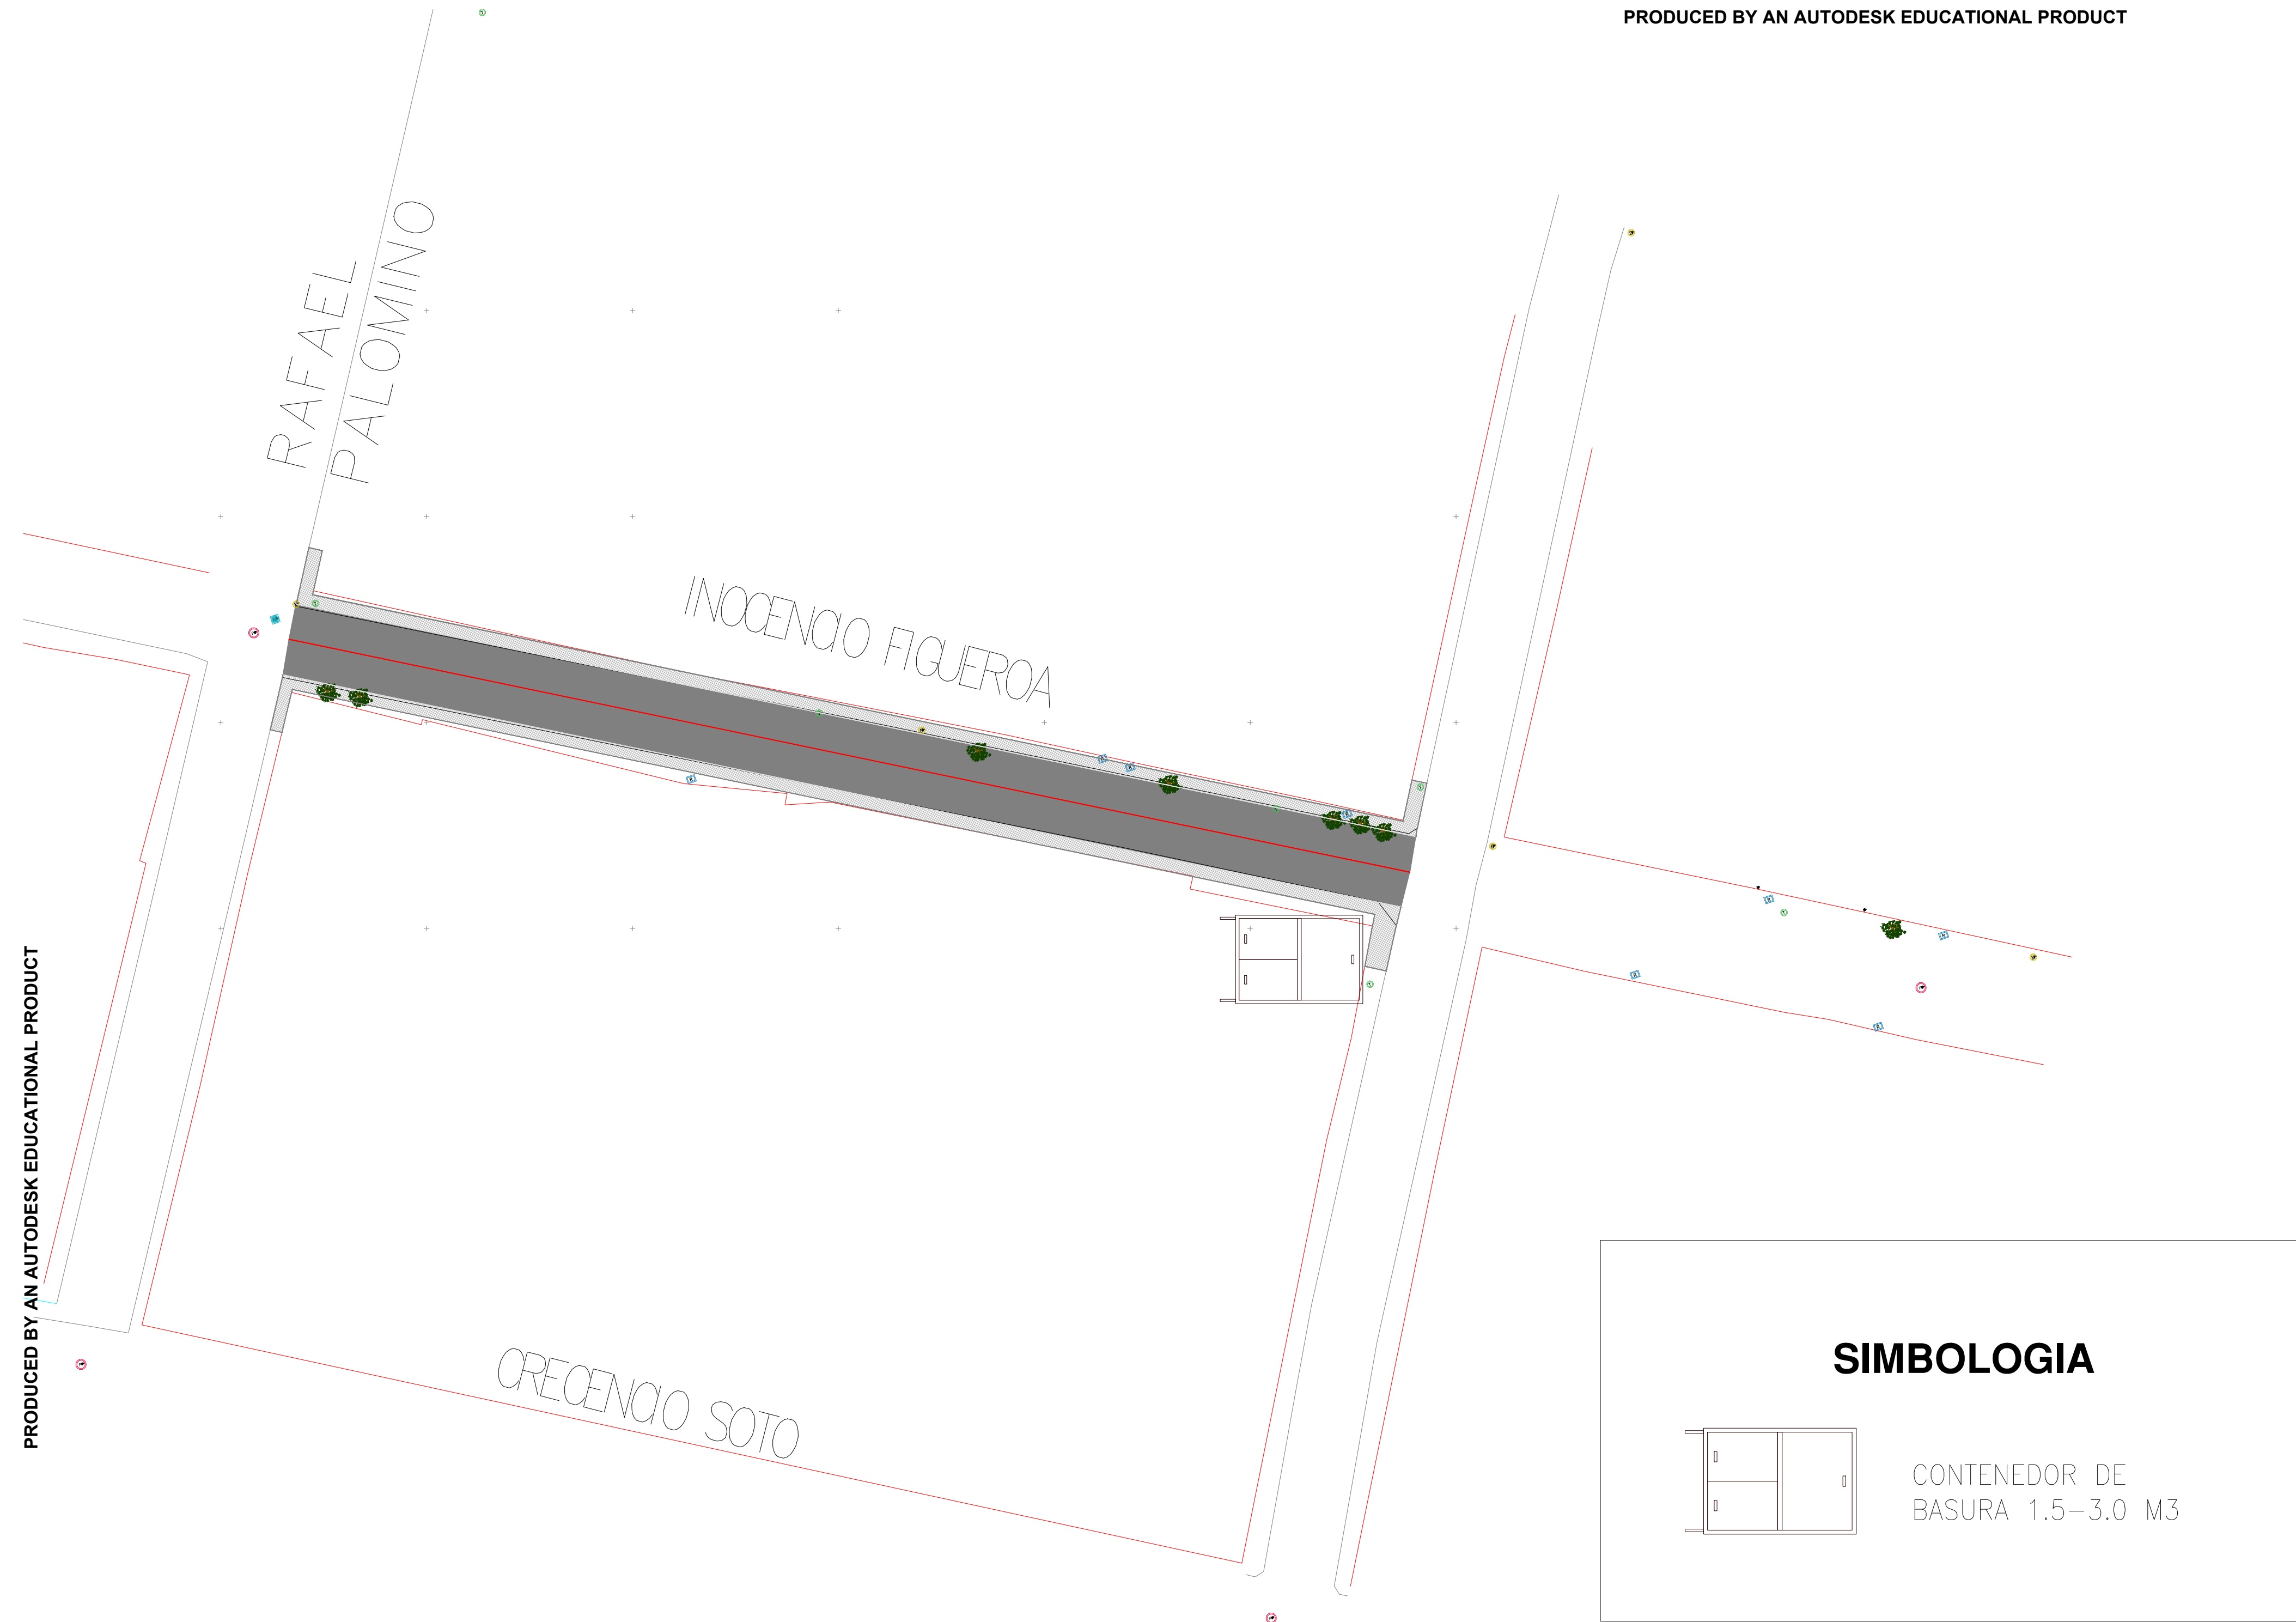 PRODUCED BY AN AUTODESK EDUCATIONAL PRODUCT
RAFAEL
PALOMINO
INOCENCIO FIGUEROA
PRODUCED BY AN AUTODESK EDUCATIONAL PRODUCT
CRECENCIO SOTO
SIMBOLOGIA
CONTENEDOR DE
BASURA 1.5-3.0 M3